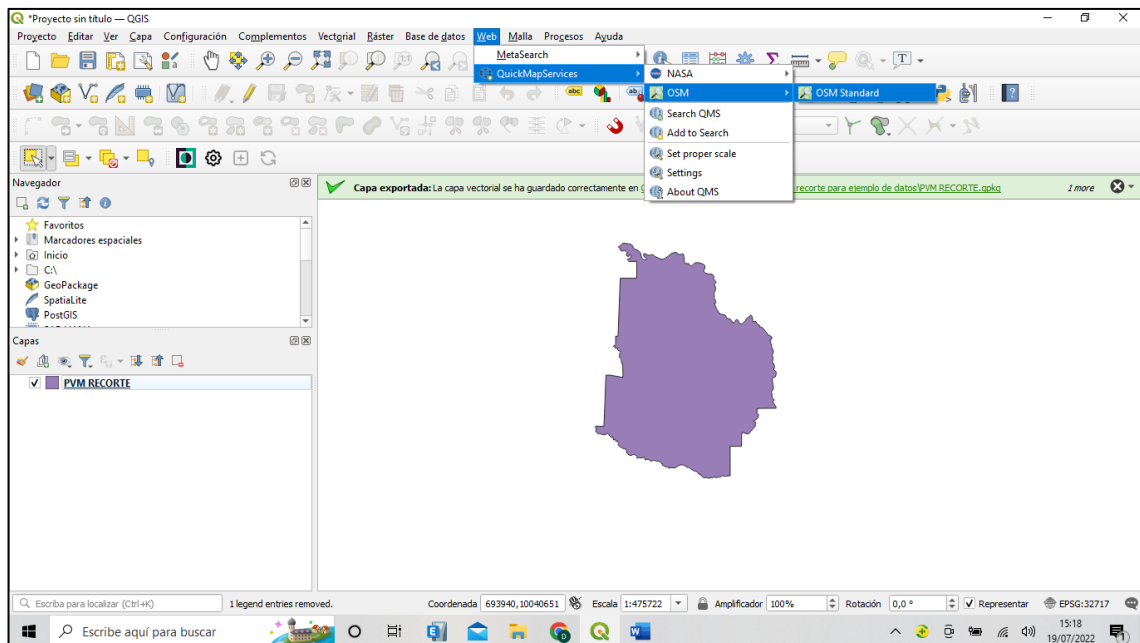 *Proyecto sin título — QGIS
Proyecto Editar Ver Capa Configuración Complementos Vectorial Ráster Base de datos Web Malla Procesos Ayuda
MetaSearch
QuickMapServices
NASA
OSM
OSM Standard
Search QMS
Add to Search
Set proper scale
Settings
About QMS
Navegador
Capa exportada: La capa vectorial se ha guardado correctamente en
recorte para ejemplo de datos\PVM RECORTE.gpkg
1 more
Favoritos
Marcadores espaciales
Inicio
C:\
GeoPackage
SpatiaLite
PostGIS
Capas
PVM RECORTE
Escriba para localizar (Ctrl+K)
1 legend entries removed.
Coordenada 693940,10040651 Escala 1:475722 Amplificador 100% Rotación 0,0 ° Representar EPSG:32717
Escribe aquí para buscar
15:18
19/07/2022